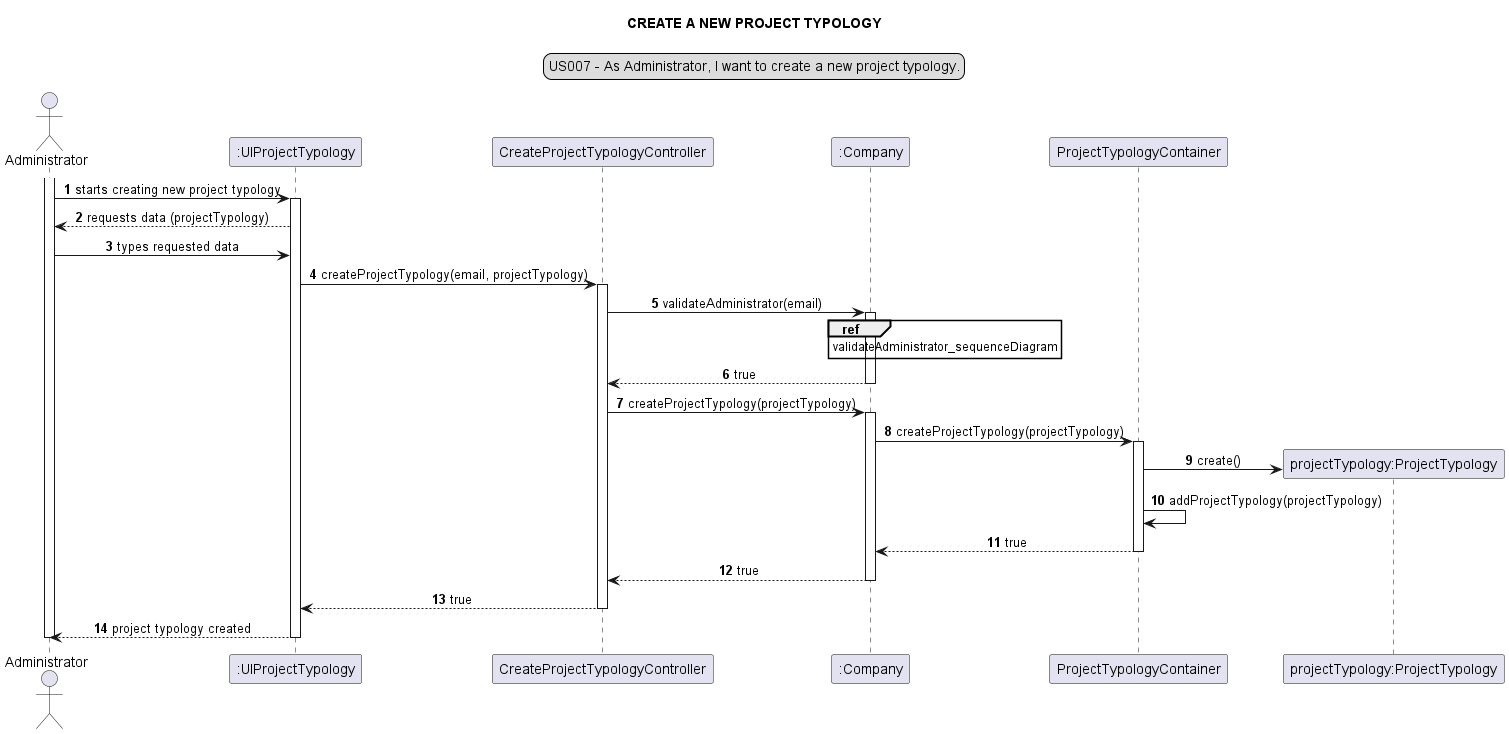 CREATE A NEW PROJECT TYPOLOGY
US007 - As Administrator, I want to create a new project typology.
Administrator
:UIProjectTypology
CreateProjectTypologyController
:Company
ProjectTypologyContainer
1 starts creating new project typology
2 requests data (projectTypology)
3 types requested data
4 createProjectTypology(email, projectTypology)
5 validateAdministrator(email)
ref
validateAdministrator_sequenceDiagram
6 true
7 createProjectTypology(projectTypology)
8 createProjectTypology(projectTypology)
9 create()
projectTypology:ProjectTypology
10 addProjectTypology(projectTypology)
11 true
12 true
13 true
14 project typology created
Administrator
:UIProjectTypology
CreateProjectTypologyController
:Company
ProjectTypologyContainer
projectTypology:ProjectTypology